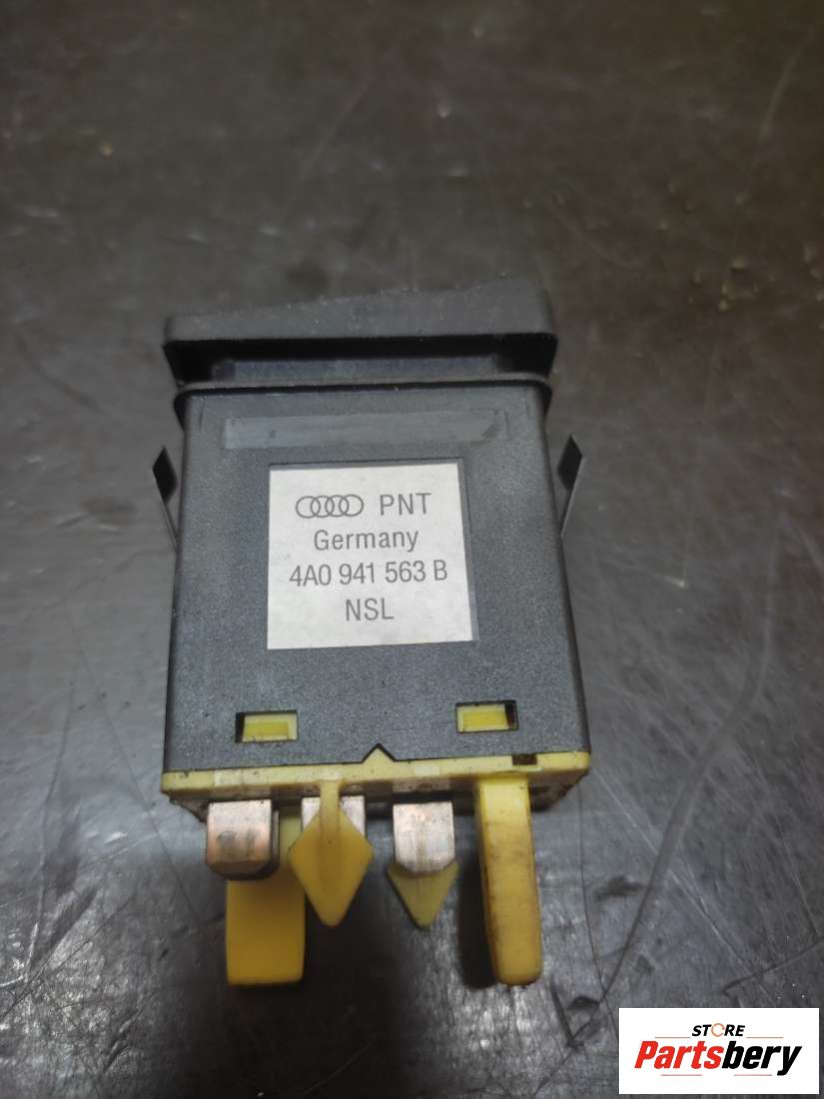 PNT
Germany
4A0 941 563 B
NSL
STORE
Partsbery